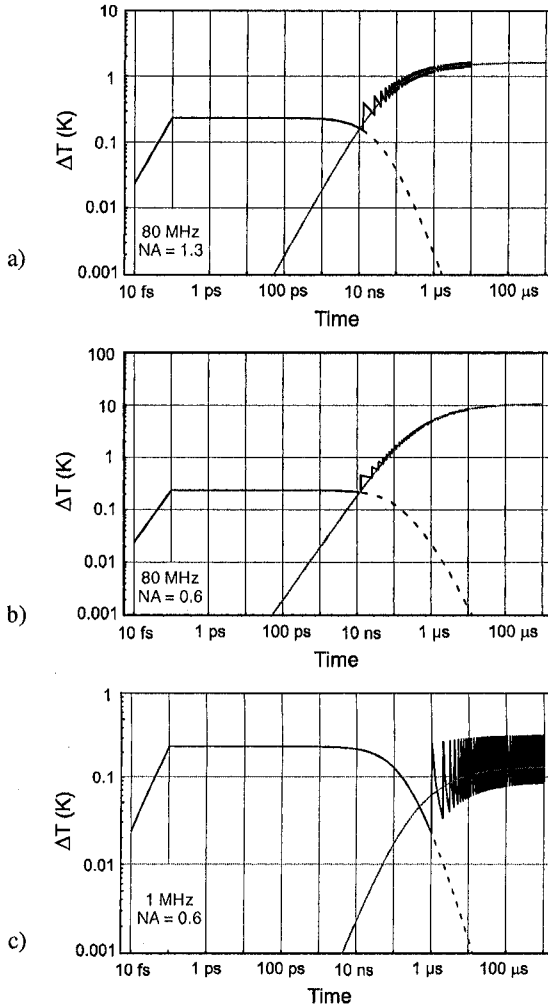 10
1
0.1
0.01
0.001
ΔT (K)
80 MHz
NA = 1.3
a)
10 fs 1 ps 100 ps 10 ns 1 µs 100 µs
Time
100
10
1
0.1
0.01
0.001
ΔT (K)
80 MHz
NA = 0.6
b)
10 fs 1 ps 100 ps 10 ns 1 µs 100 µs
Time
1
0.1
0.01
0.001
ΔT (K)
1 MHz
NA = 0.6
c)
10 fs 1 ps 100 ps 10 ns 1 µs 100 µs
Time